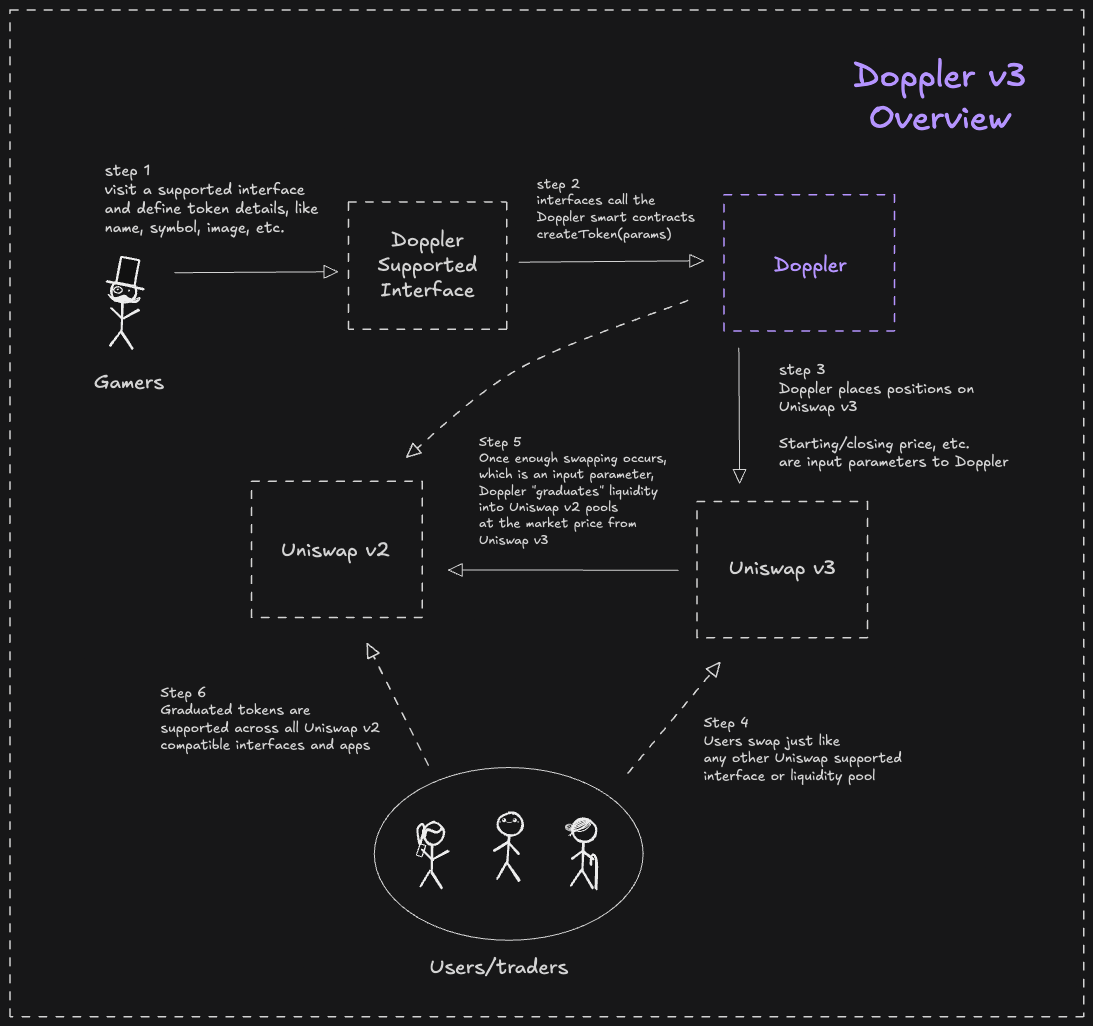 Doppler v3
Overview
step 1
visit a supported interface
and define token details, like
name, symbol, image, etc.
Gamers
Doppler
Supported
Interface
step 2
interfaces call the
Doppler smart contracts
createToken(params)
Doppler
step 3
Doppler places positions on
Uniswap v3
Starting/closing price, etc.
are input parameters to Doppler
Step 5
Once enough swapping occurs,
which is an input parameter,
Doppler "graduates" liquidity
into Uniswap v2 pools
at the market price from
Uniswap v3
Uniswap v2
Uniswap v3
Step 6
Graduated tokens are
supported across all Uniswap v2
compatible interfaces and apps
Step 4
Users swap just like
any other Uniswap supported
interface or liquidity pool
Users/traders